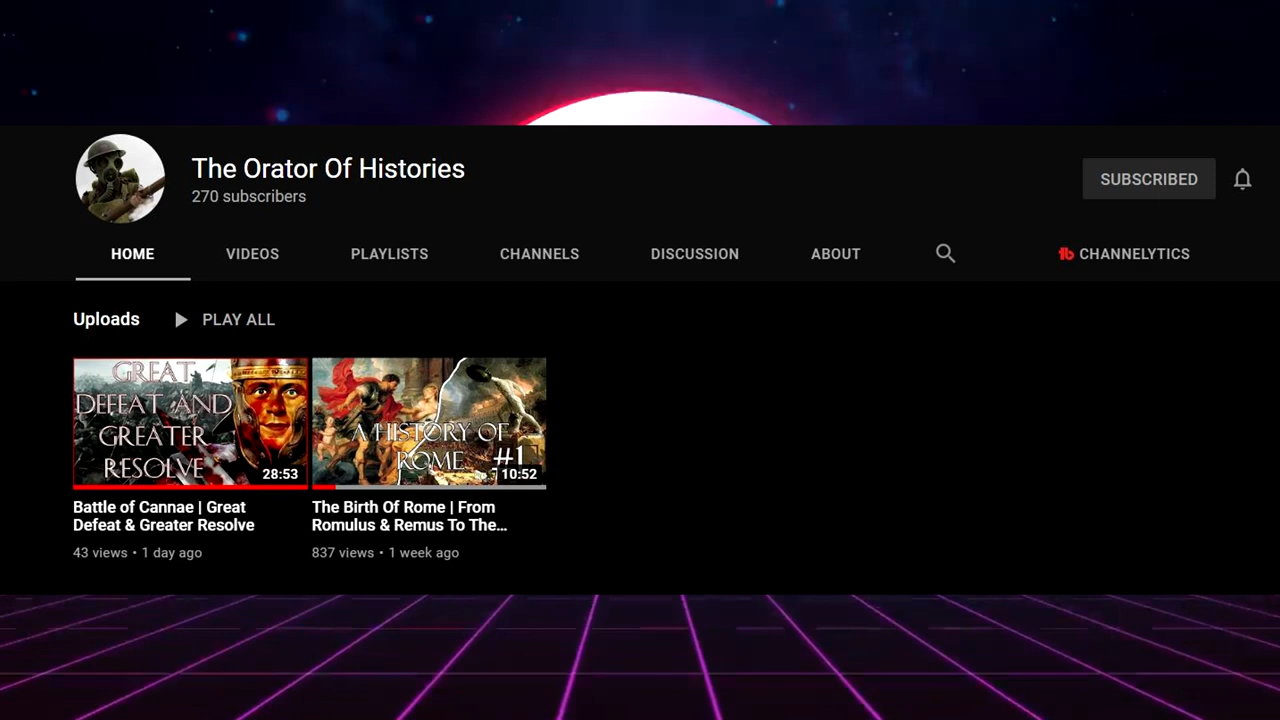 The Orator Of Histories
270 subscribers
SUBSCRIBED
HOME
VIDEOS
PLAYLISTS
CHANNELS
DISCUSSION
ABOUT
CHANNELYTICS
Uploads
PLAY ALL
GREAT
DEFEAT AND
GREATER
RESOLVE
28:53
A HISTORY OF
ROME #1
10:52
Battle of Cannae | Great
Defeat & Greater Resolve
43 views • 1 day ago
The Birth Of Rome | From
Romulus & Remus To The...
837 views • 1 week ago